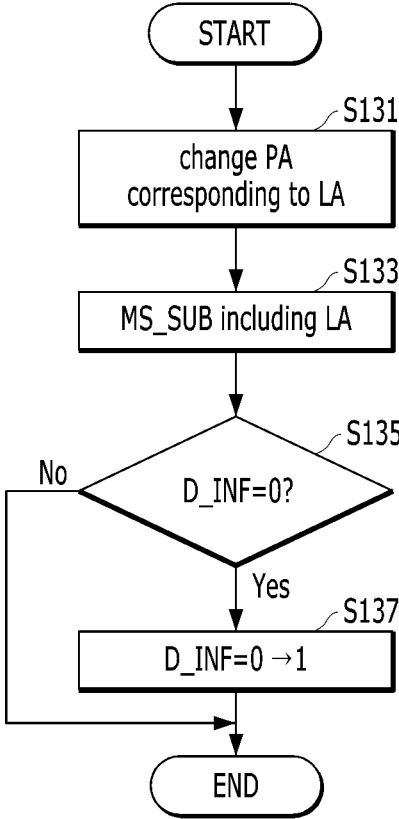 START
S131
change PA
corresponding to LA
S133
MS_SUB including LA
S135
D_INF=0?
No
Yes
S137
D_INF=0 →1
END